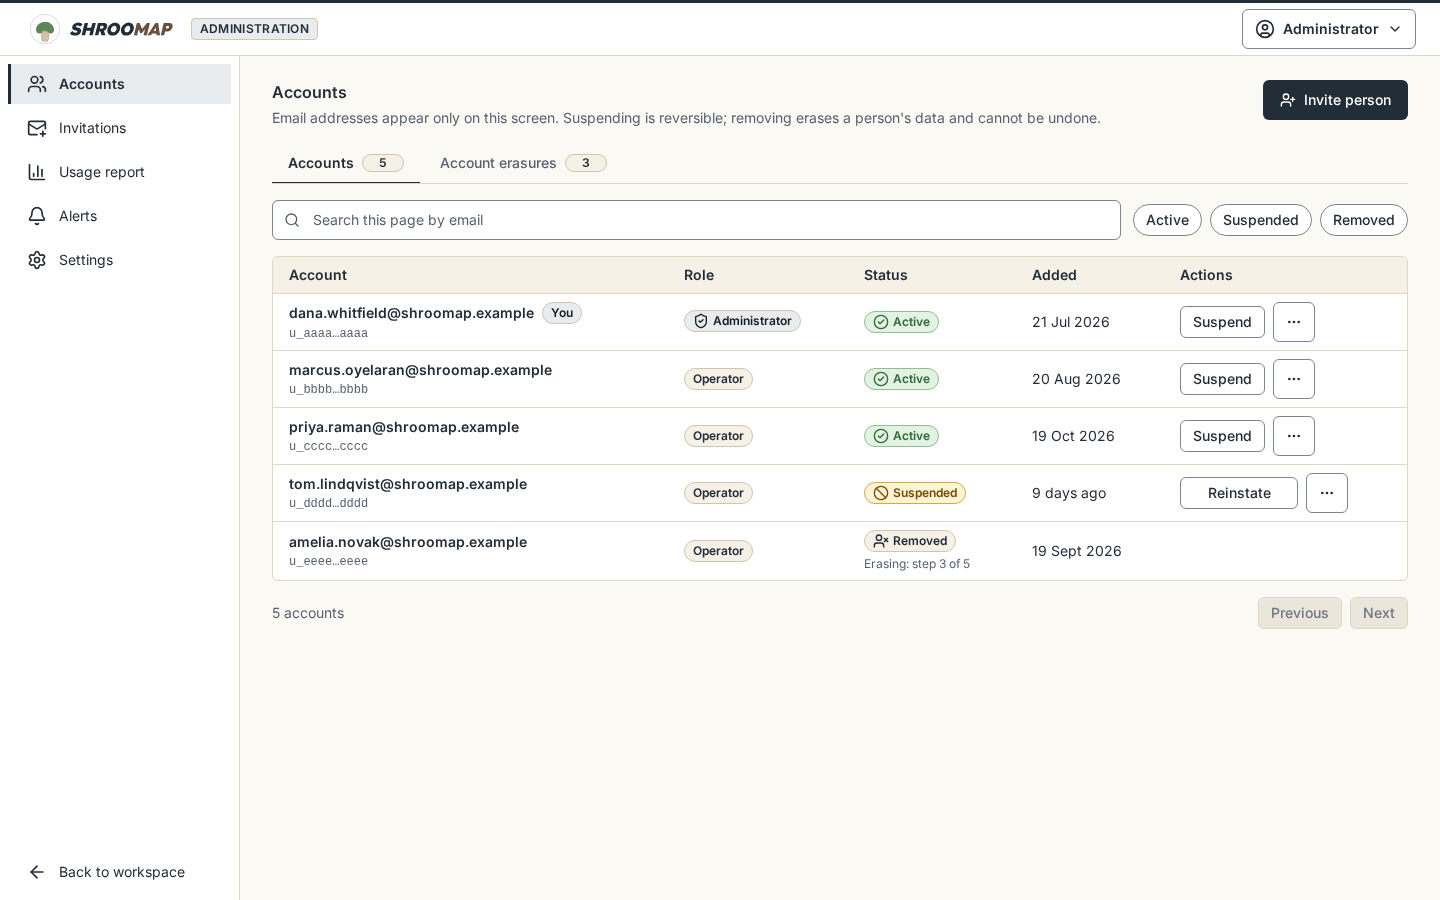 SHROOMAP ADMINISTRATION Administrator
Accounts
Invitations
Usage report
Alerts
Settings
Back to workspace
Accounts
Email addresses appear only on this screen. Suspending is reversible; removing erases a person's data and cannot be undone.
Invite person
Accounts 5 Account erasures 3
Search this page by email Active Suspended Removed
Account Role Status Added Actions
dana.whitfield@shroomap.example You
u_aaaa…aaaa
Administrator Active 21 Jul 2026 Suspend ···
marcus.oyelaran@shroomap.example
u_bbbb…bbbb
Operator Active 20 Aug 2026 Suspend ···
priya.raman@shroomap.example
u_cccc…cccc
Operator Active 19 Oct 2026 Suspend ···
tom.lindqvist@shroomap.example
u_dddd…dddd
Operator Suspended 9 days ago Reinstate ···
amelia.novak@shroomap.example
u_eeee…eeee
Operator Removed
Erasing: step 3 of 5
19 Sept 2026
5 accounts Previous Next